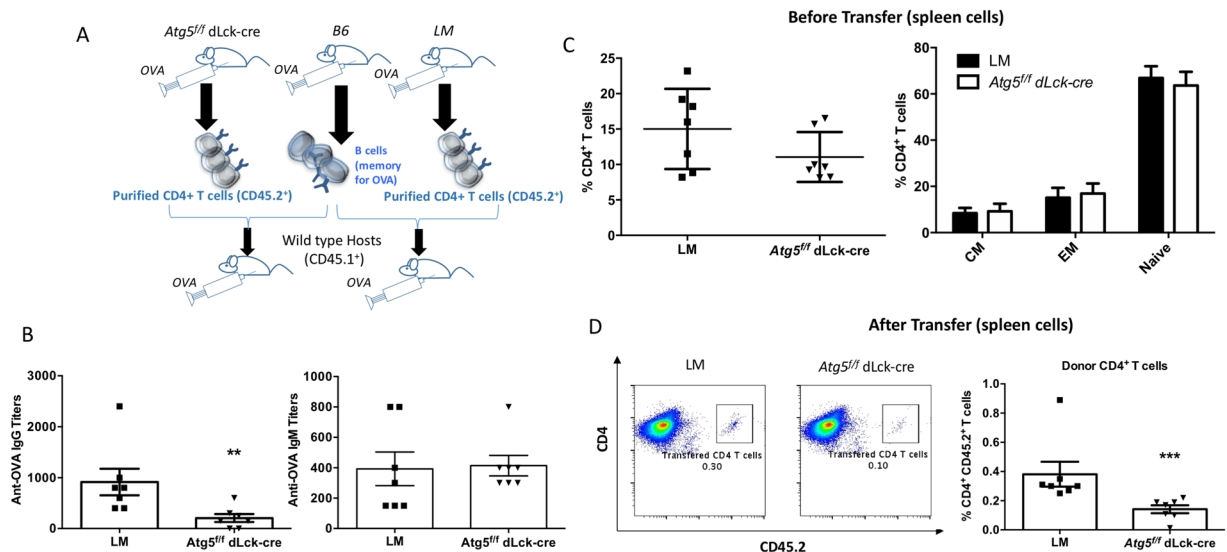 A
Atg5f/f dLck-cre
B6
LM
OVA
OVA
OVA
B cells
(memory
for OVA)
Purified CD4+ T cells (CD45.2+)
Purified CD4+ T cells (CD45.2+)
Wild type Hosts
(CD45.1+)
OVA
OVA
B
Ant-OVA IgG Titers
3000
2000
1000
0
**
LM
Atg5f/f dLck-cre
Anti-OVA IgM Titers
1000
800
600
400
200
0
LM
Atg5f/f dLck-cre
Before Transfer (spleen cells)
C
% CD4+ T cells
25
20
15
10
5
0
LM
Atg5f/f dLck-cre
% CD4+ T cells
80
60
40
20
0
LM
Atg5f/f dLck-cre
CM
EM
Naive
D
After Transfer (spleen cells)
LM
Atg5f/f dLck-cre
CD4
Transfered CD4 T cells
0.30
Transfered CD4 T cells
0.10
CD45.2
Donor CD4+ T cells
% CD4+ CD45.2+ T cells
1.0
0.8
0.6
0.4
0.2
0.0
***
LM
Atg5f/f dLck-cre